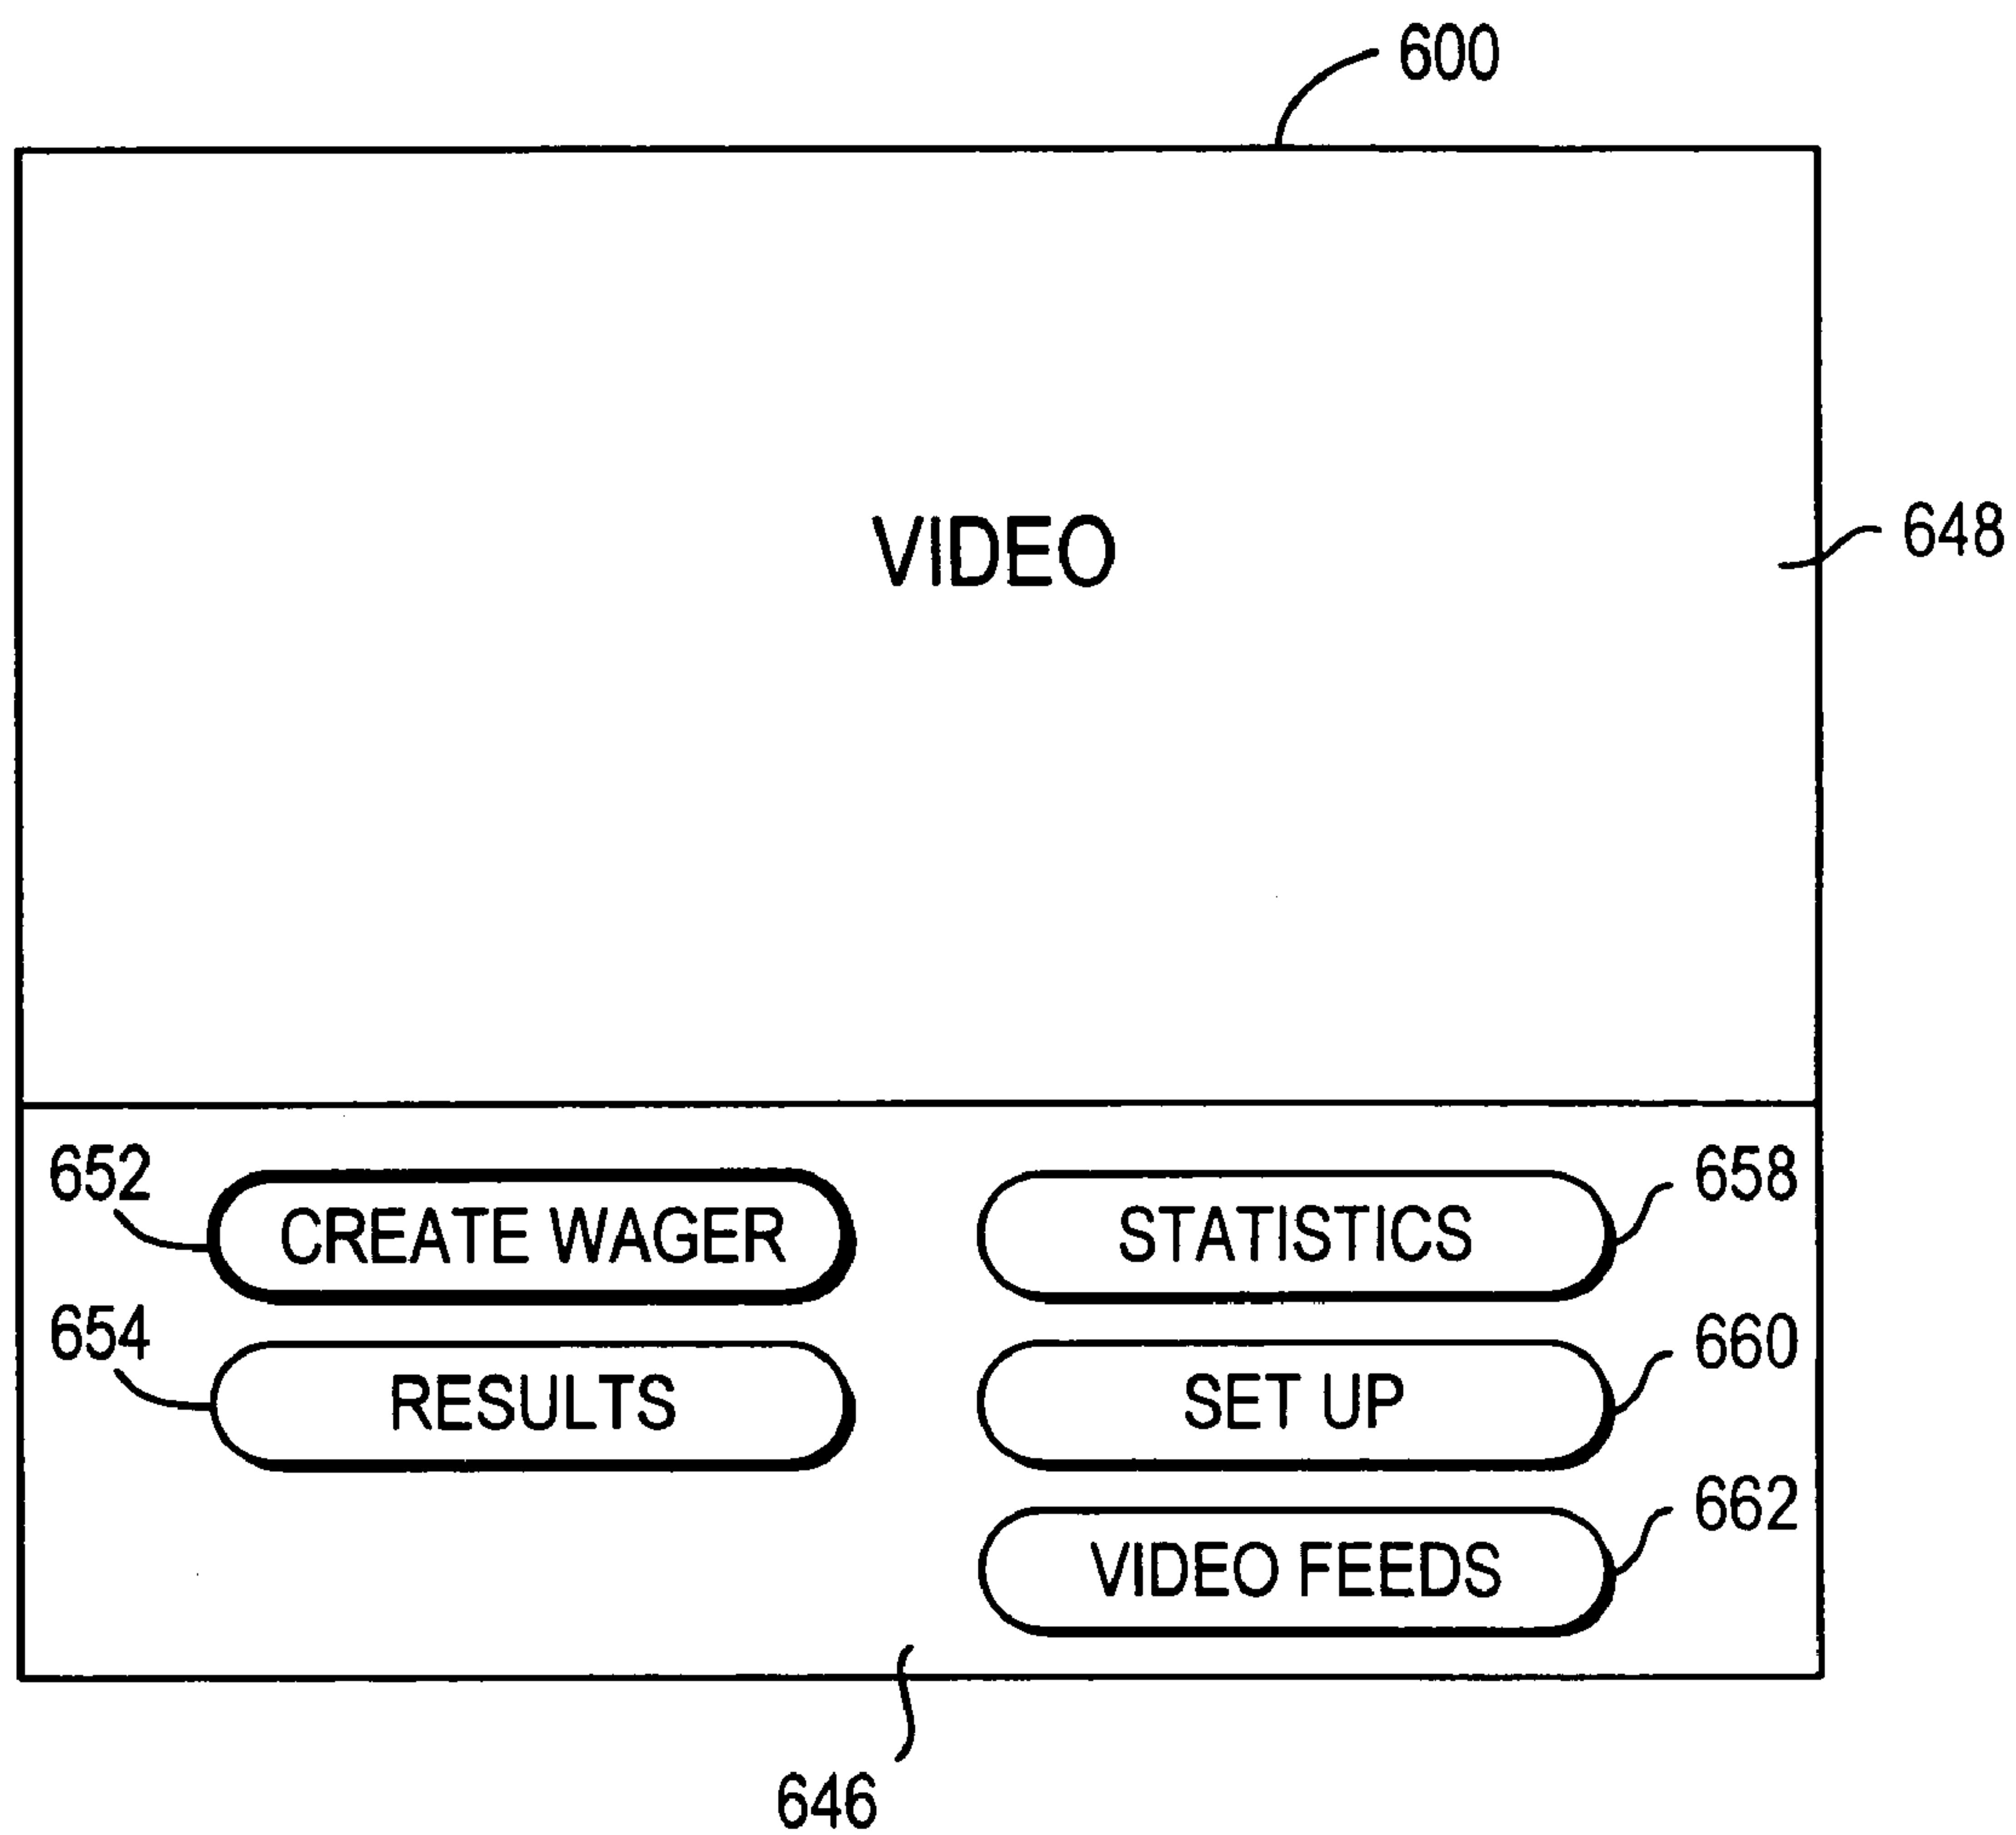 600
VIDEO
648
652
CREATE WAGER
STATISTICS
658
654
RESULTS
SET UP
660
VIDEO FEEDS
662
646